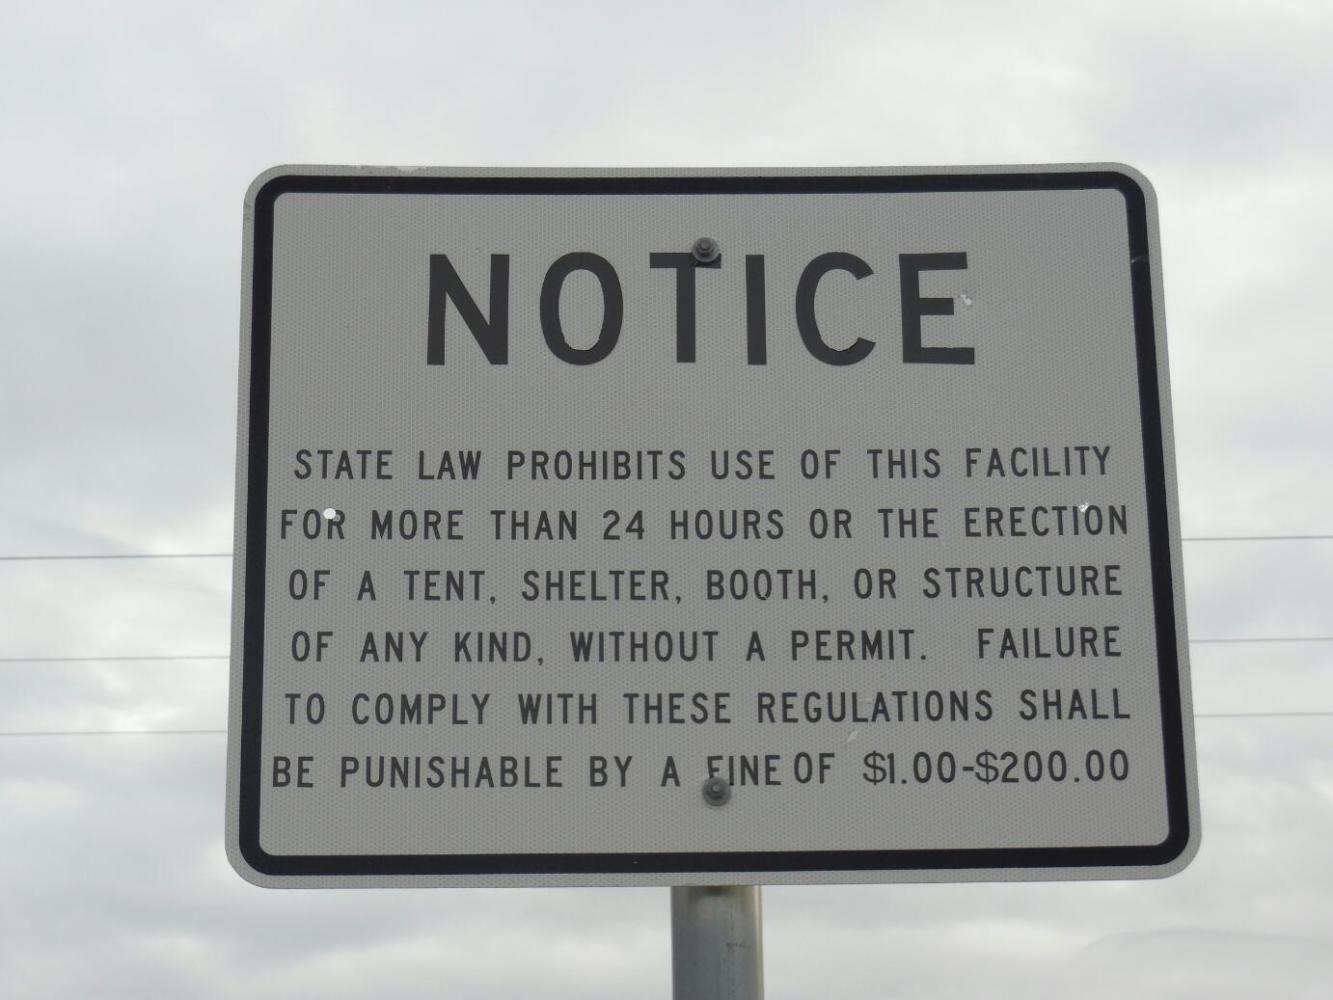 NOTICE
STATE LAW PROHIBITS USE OF THIS FACILITY
FOR MORE THAN 24 HOURS OR THE ERECTION
OF A TENT, SHELTER, BOOTH, OR STRUCTURE
OF ANY KIND, WITHOUT A PERMIT. FAILURE
TO COMPLY WITH THESE REGULATIONS SHALL
BE PUNISHABLE BY A FINE OF $1.00-$200.00